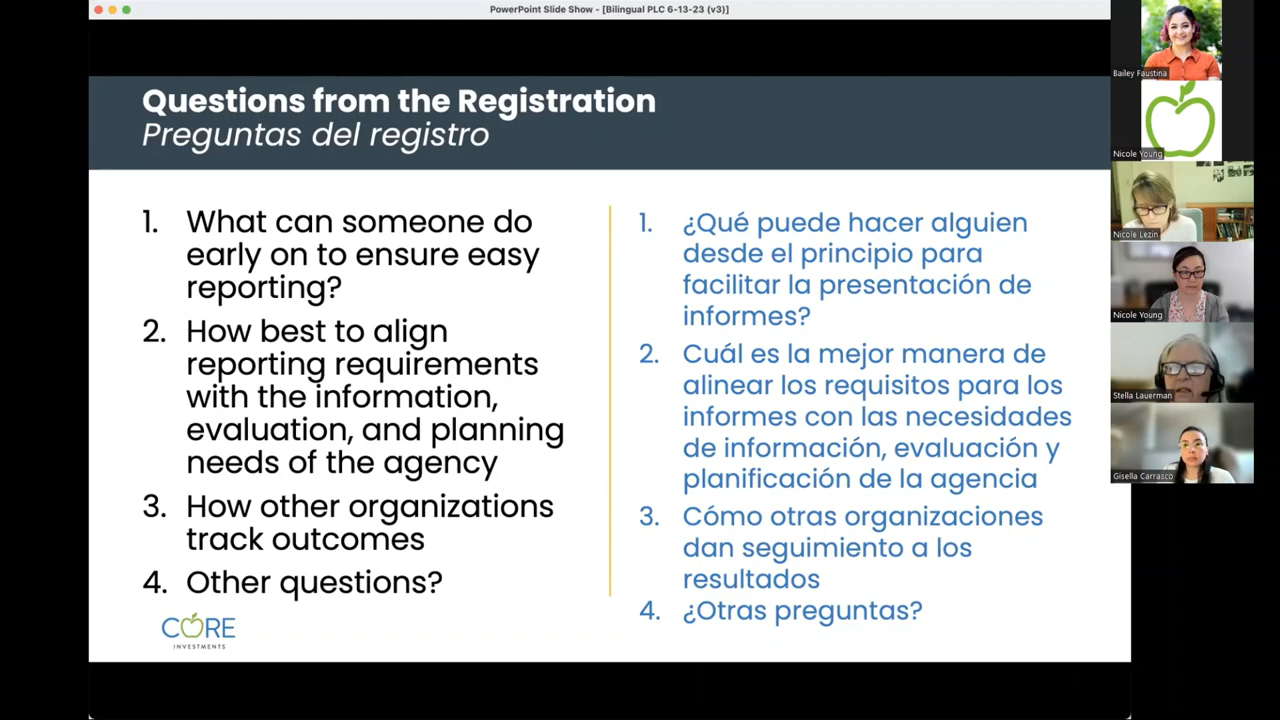 PowerPoint Slide Show - [Bilingual PLC 6-13-23 (v3)]
Questions from the Registration
Preguntas del registro
1. What can someone do
early on to ensure easy
reporting?
2. How best to align
reporting requirements
with the information,
evaluation, and planning
needs of the agency
3. How other organizations
track outcomes
4. Other questions?
1. ¿Qué puede hacer alguien
desde el principio para
facilitar la presentación de
informes?
2. Cuál es la mejor manera de
alinear los requisitos para los
informes con las necesidades
de información, evaluación y
planificación de la agencia
3. Cómo otras organizaciones
dan seguimiento a los
resultados
4. ¿Otras preguntas?
CORE
INVESTMENTS
Bailey Faustina
Nicole Young
Nicole Lezin
Nicole Young
Stella Lauerman
Gisella Carrasco